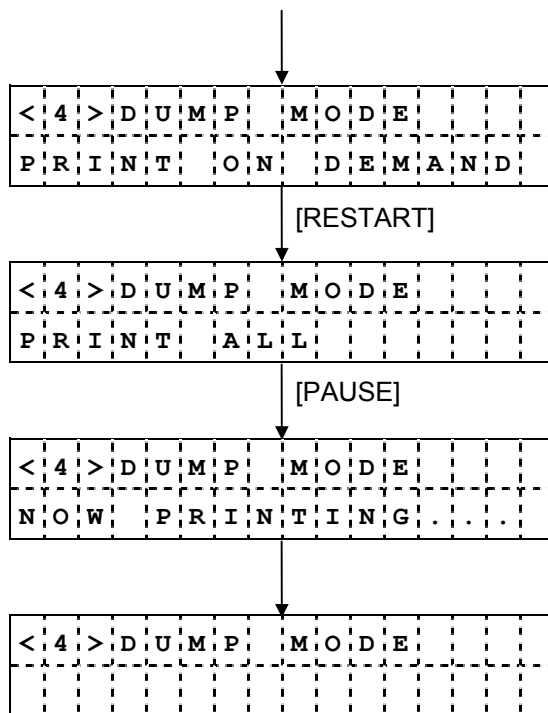 <4>DUMP MODE
PRINT ON DEMAND
[RESTART]
<4>DUMP MODE
PRINT ALL
[PAUSE]
<4>DUMP MODE
NOW PRINTING...
<4>DUMP MODE